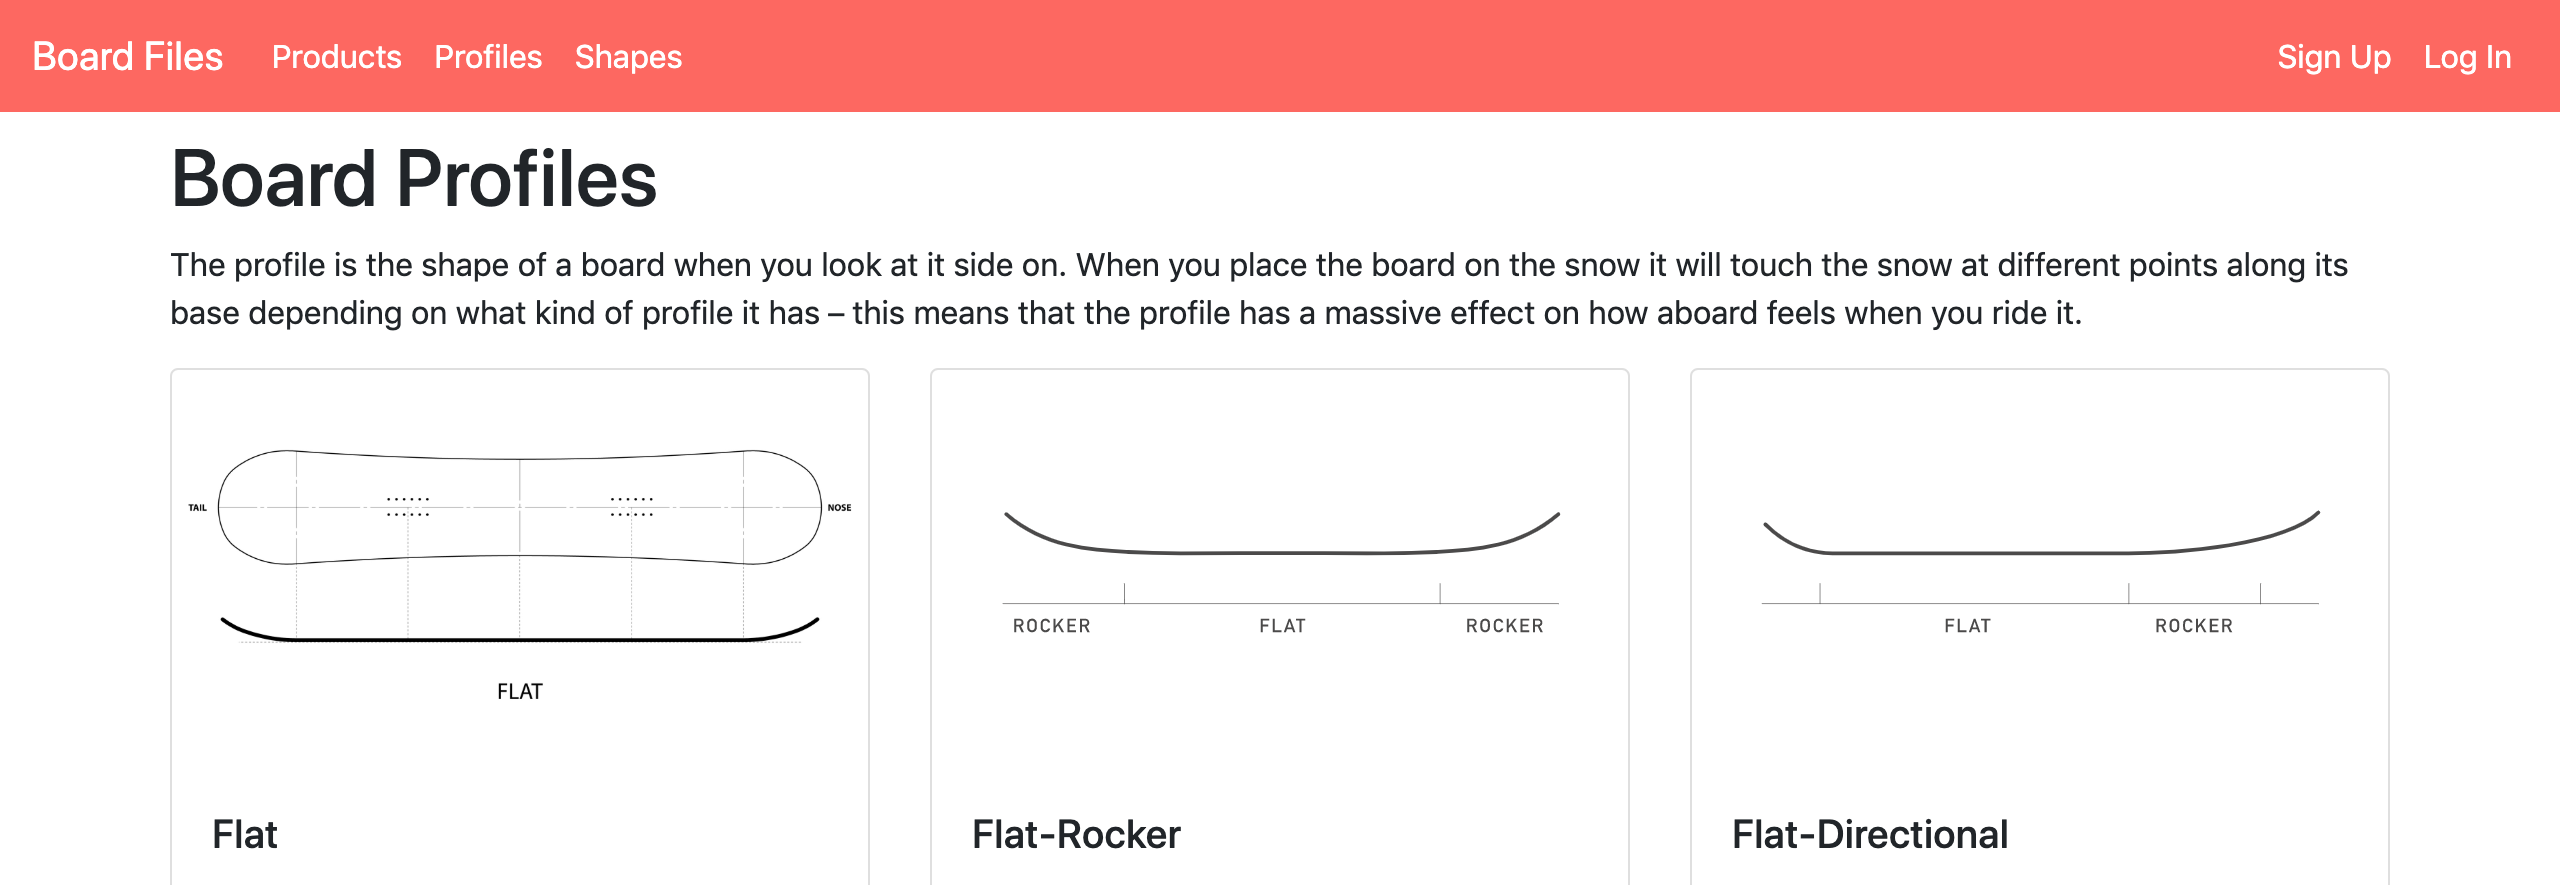 Board Files Products Profiles Shapes Sign Up Log In
Board Profiles
The profile is the shape of a board when you look at it side on. When you place the board on the snow it will touch the snow at different points along its
base depending on what kind of profile it has – this means that the profile has a massive effect on how aboard feels when you ride it.
TAIL NOSE
FLAT
Flat
ROCKER FLAT ROCKER
Flat-Rocker
FLAT ROCKER
Flat-Directional